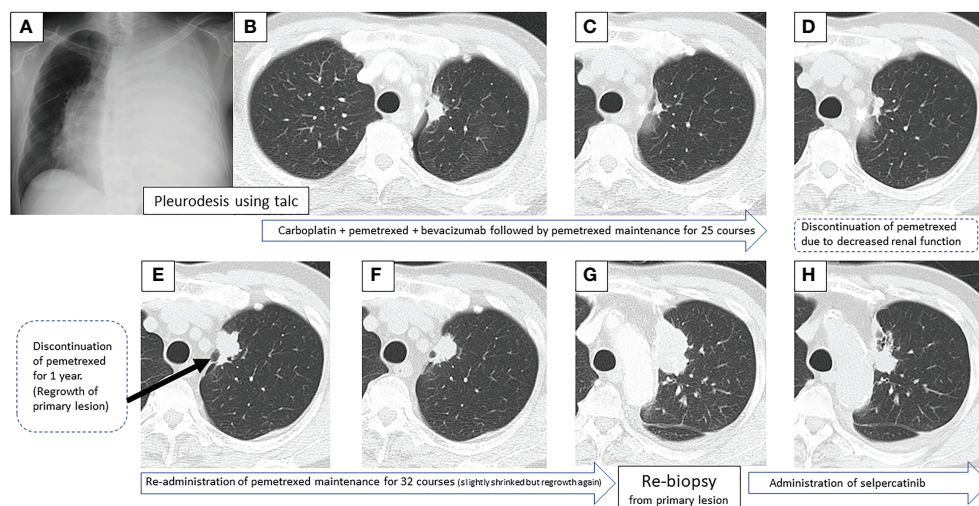 A
B
C
D
Pleurodesis using talc
Carboplatin + pemetrexed + bevacizumab followed by pemetrexed maintenance for 25 courses
Discontinuation of pemetrexed
due to decreased renal function
E
F
G
H
Discontinuation
of pemetrexed
for 1 year.
(Regrowth of
primary lesion)
Re-administration of pemetrexed maintenance for 32 courses (slightly shrinked but regrowth again)
Re-biopsy
from primary lesion
Administration of selpercatinib